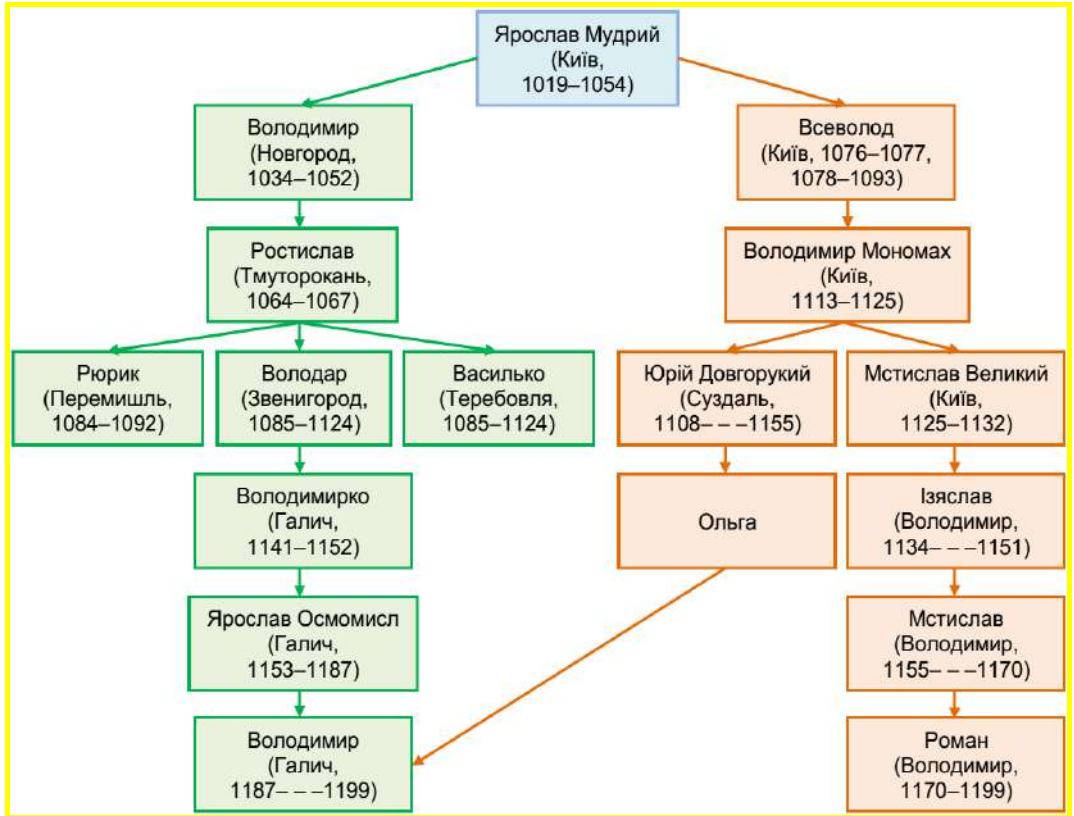 Ярослав Мудрий
(Київ,
1019–1054)
Володимир
(Новгород,
1034–1052)
Всеволод
(Київ, 1076–1077,
1078–1093)
Ростислав
(Тмуторокань,
1064–1067)
Володимир Мономах
(Київ,
1113–1125)
Рюрик
(Перемишль,
1084–1092)
Володар
(Звенигород,
1085–1124)
Василько
(Теребовля,
1085–1124)
Юрій Довгорукий
(Суздаль,
1108– – –1155)
Мстислав Великий
(Київ,
1125–1132)
Володимирко
(Галич,
1141–1152)
Ольга
Ізяслав
(Володимир,
1134– – –1151)
Ярослав Осмомисл
(Галич,
1153–1187)
Мстислав
(Володимир,
1155– – –1170)
Володимир
(Галич,
1187– – –1199)
Роман
(Володимир,
1170–1199)